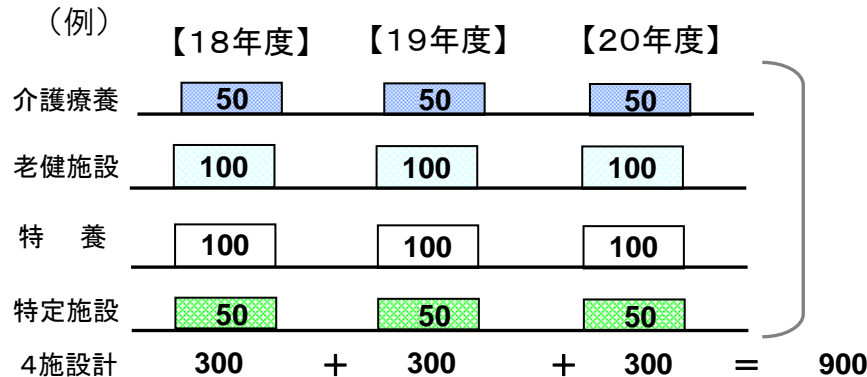 （例）
【１８年度】 【１９年度】 【２０年度】
介護療養 50 50 50
老健施設 100 100 100
特　養 100 100 100
特定施設 50 50 50
４施設計 300 ＋ 300 ＋ 300 ＝ 900